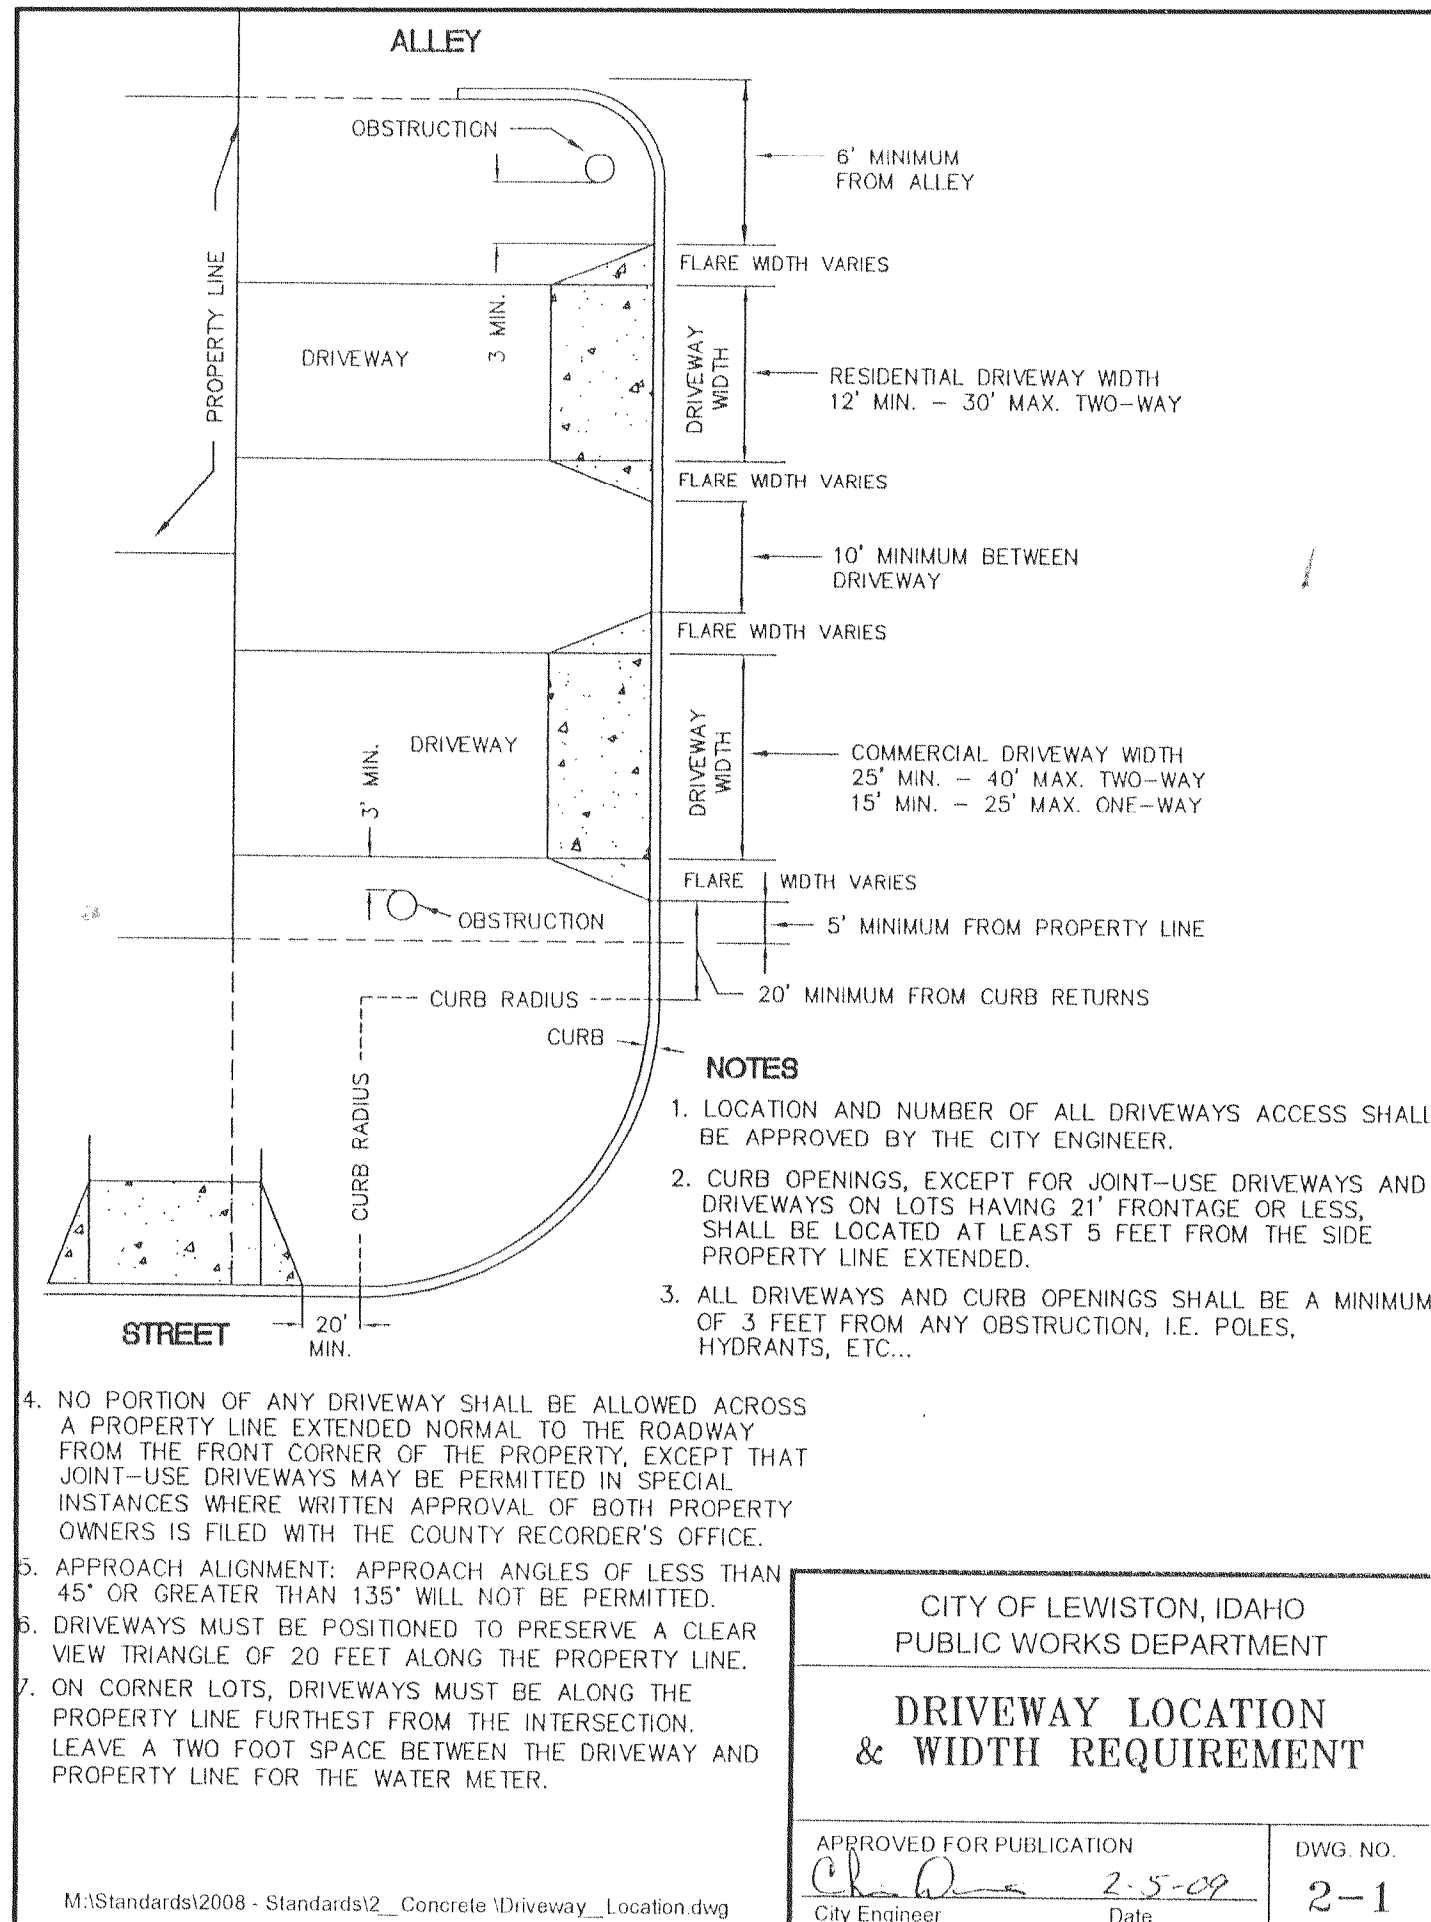 ALLEY
OBSTRUCTION
6' MINIMUM
FROM ALLEY
FLARE WIDTH VARIES
PROPERTY LINE
3 MIN.
DRIVEWAY
DRIVEWAY
WIDTH
RESIDENTIAL DRIVEWAY WIDTH
12' MIN. – 30' MAX. TWO–WAY
FLARE WIDTH VARIES
10' MINIMUM BETWEEN
DRIVEWAY
FLARE WIDTH VARIES
3' MIN.
DRIVEWAY
DRIVEWAY
WIDTH
COMMERCIAL DRIVEWAY WIDTH
25' MIN. – 40' MAX. TWO–WAY
15' MIN. – 25' MAX. ONE–WAY
FLARE WIDTH VARIES
OBSTRUCTION
5' MINIMUM FROM PROPERTY LINE
CURB RADIUS
20' MINIMUM FROM CURB RETURNS
CURB
CURB RADIUS
NOTES
1. LOCATION AND NUMBER OF ALL DRIVEWAYS ACCESS SHALL
BE APPROVED BY THE CITY ENGINEER.
2. CURB OPENINGS, EXCEPT FOR JOINT–USE DRIVEWAYS AND
DRIVEWAYS ON LOTS HAVING 21' FRONTAGE OR LESS,
SHALL BE LOCATED AT LEAST 5 FEET FROM THE SIDE
PROPERTY LINE EXTENDED.
3. ALL DRIVEWAYS AND CURB OPENINGS SHALL BE A MINIMUM
OF 3 FEET FROM ANY OBSTRUCTION, I.E. POLES,
HYDRANTS, ETC...
STREET
20'
MIN.
4. NO PORTION OF ANY DRIVEWAY SHALL BE ALLOWED ACROSS
A PROPERTY LINE EXTENDED NORMAL TO THE ROADWAY
FROM THE FRONT CORNER OF THE PROPERTY, EXCEPT THAT
JOINT–USE DRIVEWAYS MAY BE PERMITTED IN SPECIAL
INSTANCES WHERE WRITTEN APPROVAL OF BOTH PROPERTY
OWNERS IS FILED WITH THE COUNTY RECORDER'S OFFICE.
5. APPROACH ALIGNMENT: APPROACH ANGLES OF LESS THAN
45° OR GREATER THAN 135° WILL NOT BE PERMITTED.
6. DRIVEWAYS MUST BE POSITIONED TO PRESERVE A CLEAR
VIEW TRIANGLE OF 20 FEET ALONG THE PROPERTY LINE.
7. ON CORNER LOTS, DRIVEWAYS MUST BE ALONG THE
PROPERTY LINE FURTHEST FROM THE INTERSECTION.
LEAVE A TWO FOOT SPACE BETWEEN THE DRIVEWAY AND
PROPERTY LINE FOR THE WATER METER.
M:\Standards\2008 - Standards\2__Concrete \Driveway__Location.dwg
CITY OF LEWISTON, IDAHO
PUBLIC WORKS DEPARTMENT
DRIVEWAY LOCATION
& WIDTH REQUIREMENT
APPROVED FOR PUBLICATION
2-5-09
City Engineer Date
DWG. NO.
2–1